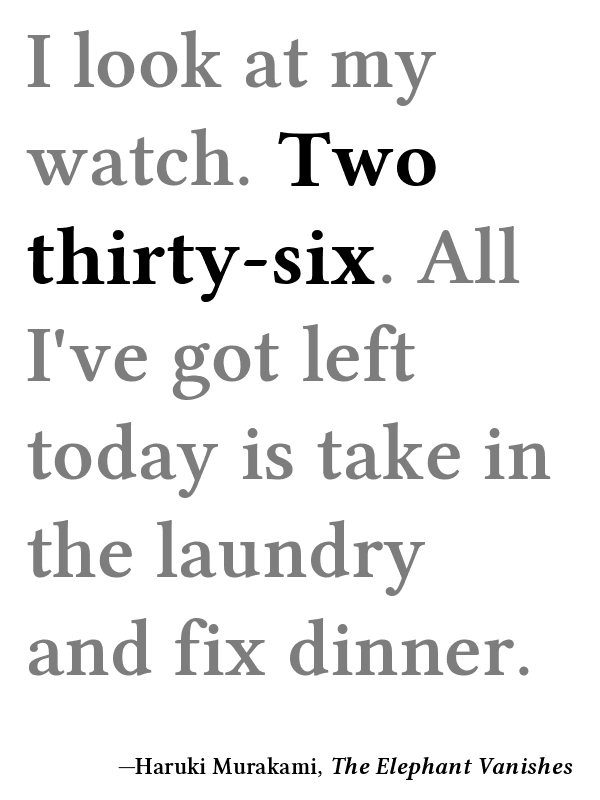 I look at my
watch. Two
thirty-six. All
I've got left
today is take in
the laundry
and fix dinner.
—Haruki Murakami, The Elephant Vanishes